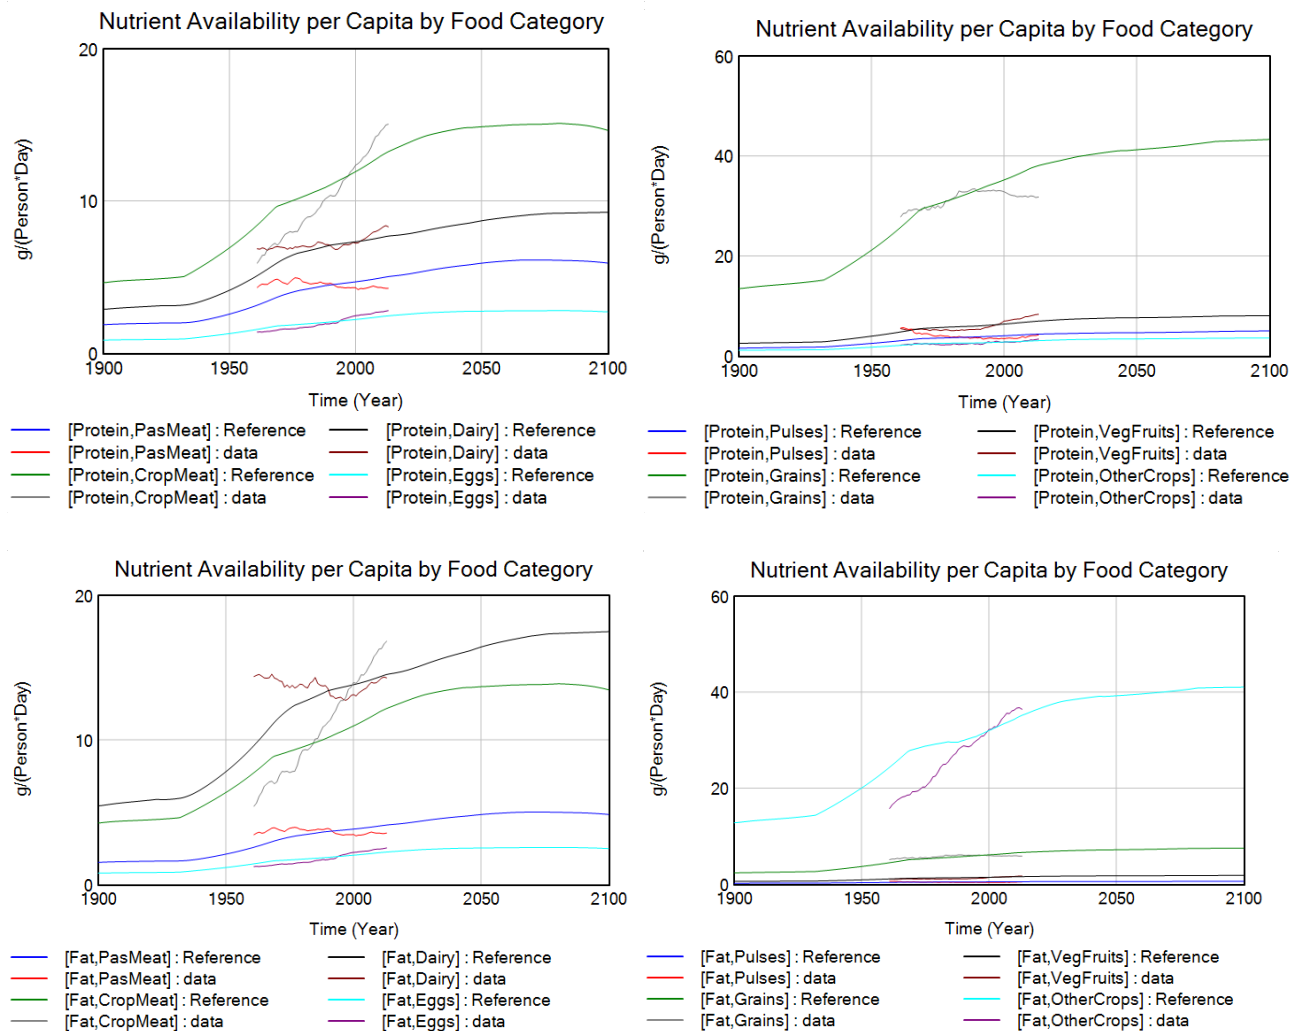 Nutrient Availability per Capita by Food Category
20
10
0
g/(Person*Day)
1900 1950 2000 2050 2100
Time (Year)
[Protein,PasMeat] : Reference [Protein,Dairy] : Reference
[Protein,PasMeat] : data [Protein,Dairy] : data
[Protein,CropMeat] : Reference [Protein,Eggs] : Reference
[Protein,CropMeat] : data [Protein,Eggs] : data
Nutrient Availability per Capita by Food Category
60
40
20
0
g/(Person*Day)
1900 1950 2000 2050 2100
Time (Year)
[Protein,Pulses] : Reference [Protein,VegFruits] : Reference
[Protein,Pulses] : data [Protein,VegFruits] : data
[Protein,Grains] : Reference [Protein,OtherCrops] : Reference
[Protein,Grains] : data [Protein,OtherCrops] : data
Nutrient Availability per Capita by Food Category
20
10
0
g/(Person*Day)
1900 1950 2000 2050 2100
Time (Year)
[Fat,PasMeat] : Reference [Fat,Dairy] : Reference
[Fat,PasMeat] : data [Fat,Dairy] : data
[Fat,CropMeat] : Reference [Fat,Eggs] : Reference
[Fat,CropMeat] : data [Fat,Eggs] : data
Nutrient Availability per Capita by Food Category
60
40
20
0
g/(Person*Day)
1900 1950 2000 2050 2100
Time (Year)
[Fat,Pulses] : Reference [Fat,VegFruits] : Reference
[Fat,Pulses] : data [Fat,VegFruits] : data
[Fat,Grains] : Reference [Fat,OtherCrops] : Reference
[Fat,Grains] : data [Fat,OtherCrops] : data